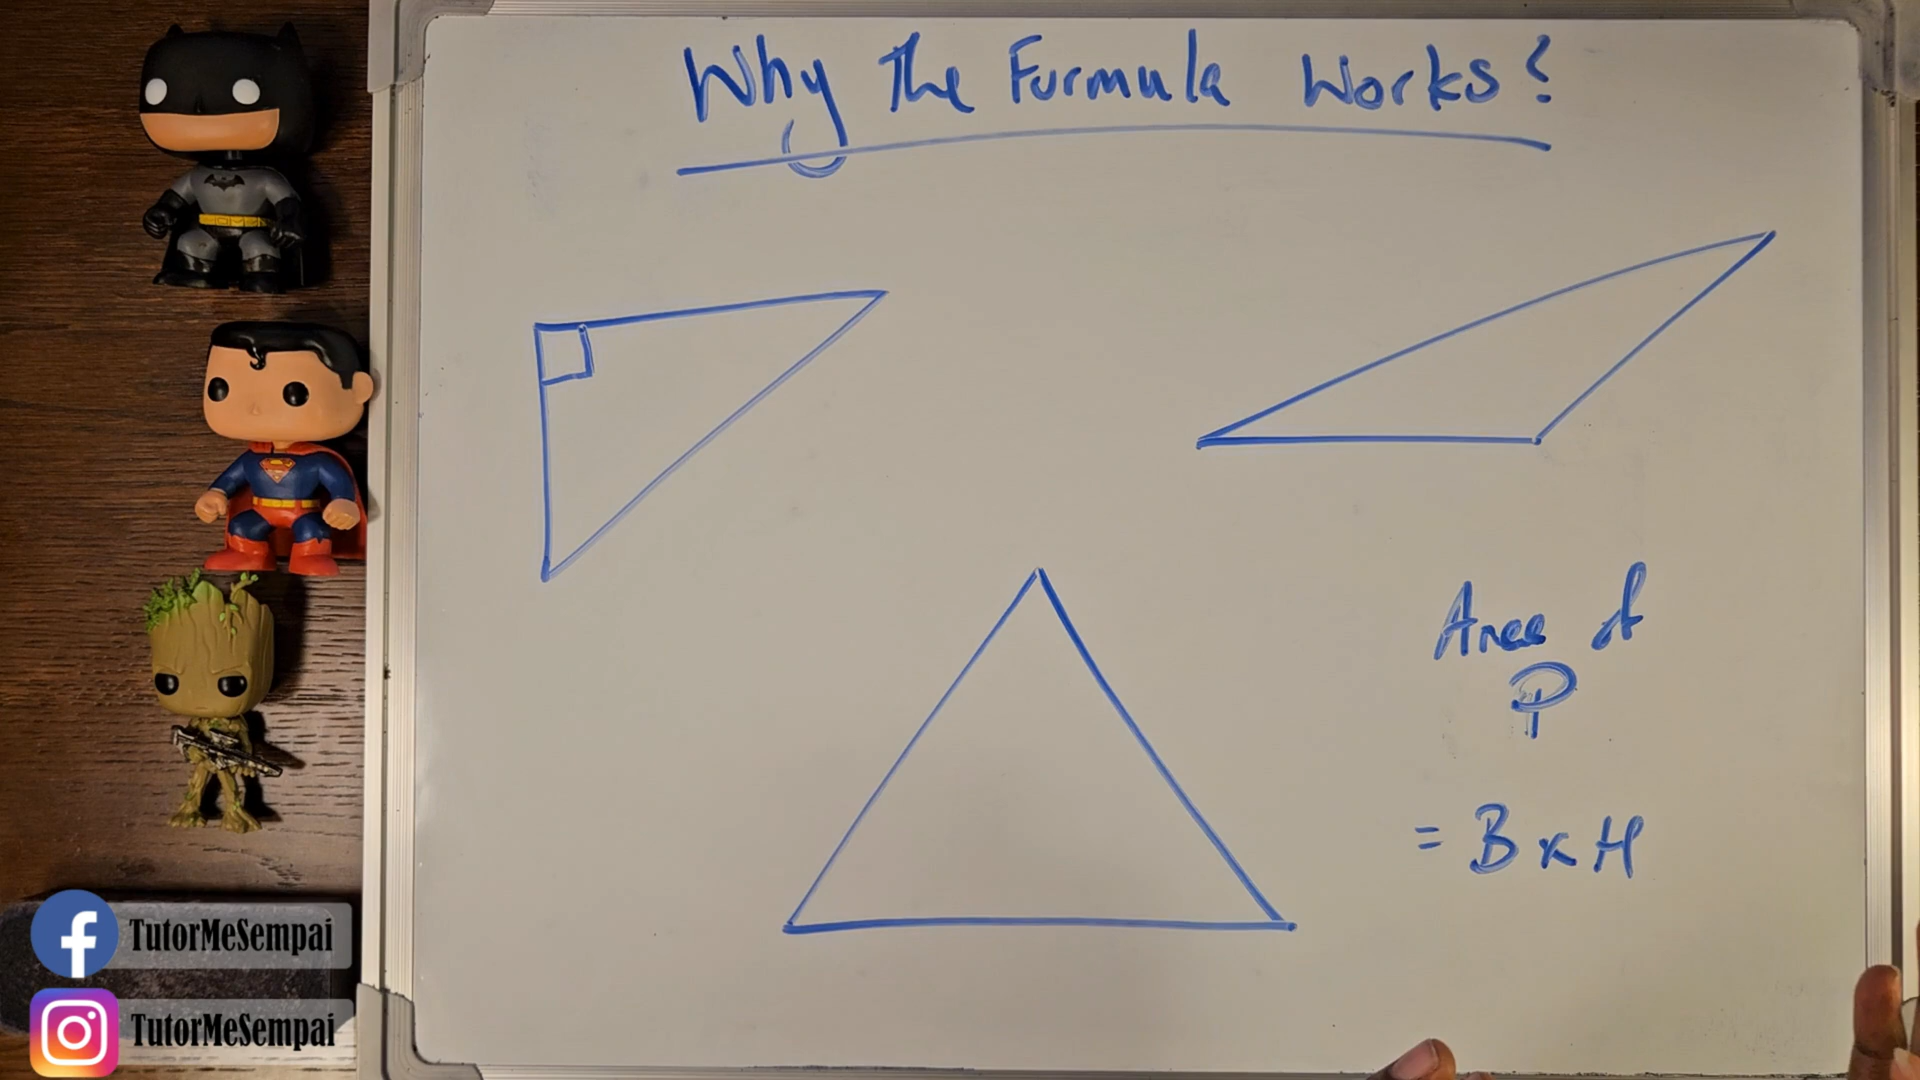 Why The Formula Works?
Area of
P
= B x H
TutorMeSempai
TutorMeSempai